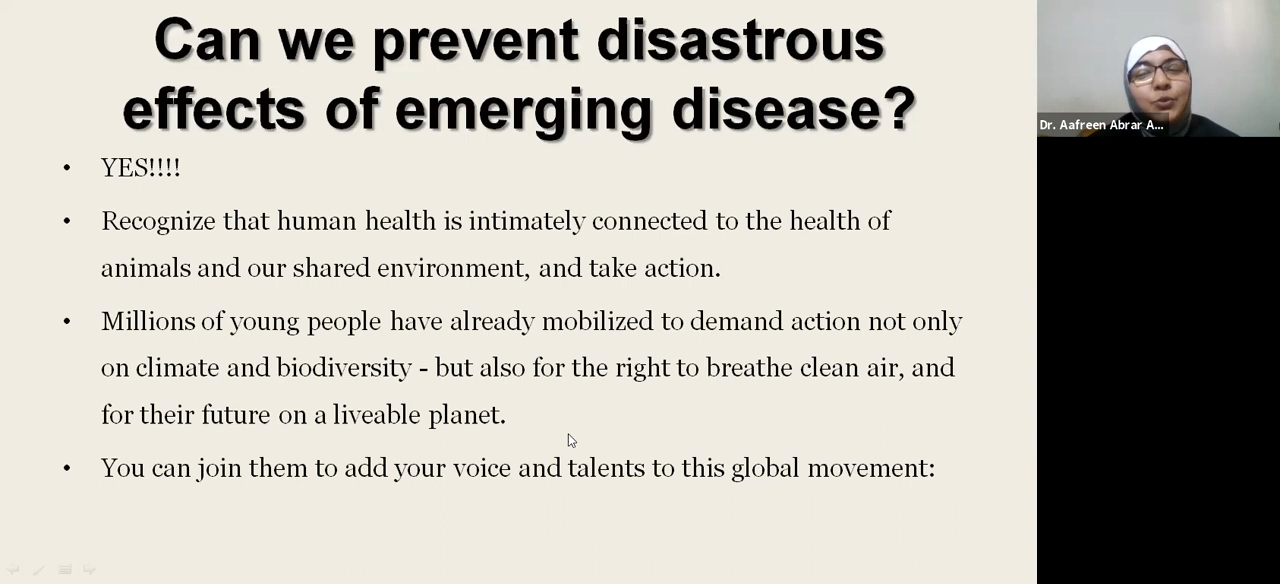 Can we prevent disastrous
effects of emerging disease?
• YES!!!!
• Recognize that human health is intimately connected to the health of
animals and our shared environment, and take action.
• Millions of young people have already mobilized to demand action not only
on climate and biodiversity - but also for the right to breathe clean air, and
for their future on a liveable planet.
• You can join them to add your voice and talents to this global movement:
Dr. Aafreen Abrar A...